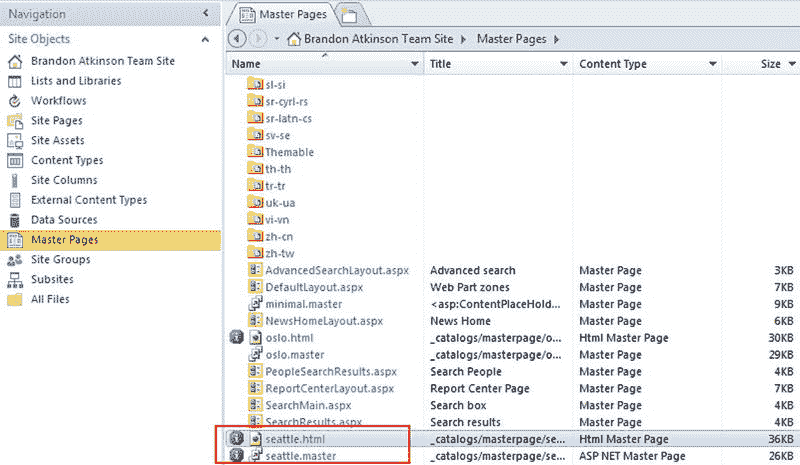 Navigation
Site Objects
Brandon Atkinson Team Site
Lists and Libraries
Workflows
Site Pages
Site Assets
Content Types
Site Columns
External Content Types
Data Sources
Master Pages
Site Groups
Subsites
All Files
Master Pages
Brandon Atkinson Team Site Master Pages
Name Title Content Type Size
sl-si
sr-cyrl-rs
sr-latn-cs
sv-se
Themable
th-th
tr-tr
uk-ua
vi-vn
zh-cn
zh-tw
AdvancedSearchLayout.aspx Advanced search Master Page 3KB
DefaultLayout.aspx Web Part zones Master Page 7KB
minimal.master <asp:ContentPlaceHold... Master Page 9KB
NewsHomeLayout.aspx News Home Master Page 6KB
oslo.html _catalogs/masterpage/o... Html Master Page 30KB
oslo.master _catalogs/masterpage/o... Master Page 29KB
PeopleSearchResults.aspx Search People Master Page 4KB
ReportCenterLayout.aspx Report Center Page Master Page 7KB
SearchMain.aspx Search box Master Page 4KB
SearchResults.aspx Search results Master Page 4KB
seattle.html _catalogs/masterpage/se... Html Master Page 36KB
seattle.master _catalogs/masterpage/se... ASP NET Master Page 26KB